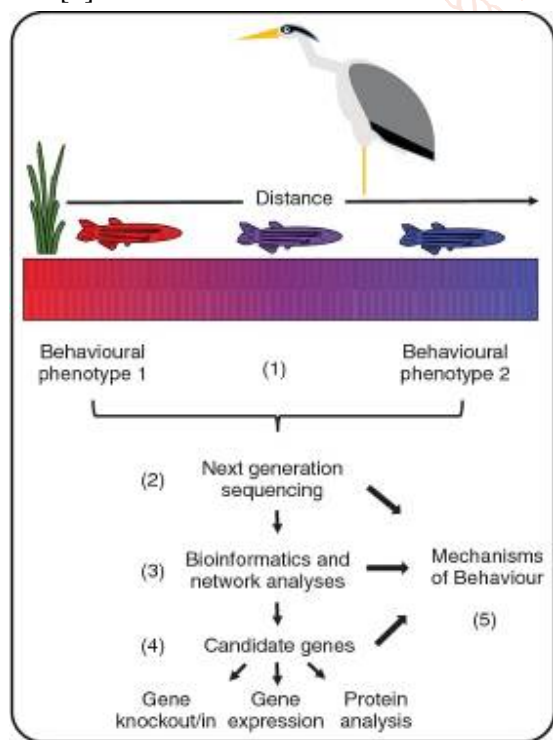 Distance
Behavioural
phenotype 1
(1)
Behavioural
phenotype 2
(2)
Next generation
sequencing
(3)
Bioinformatics and
network analyses
Mechanisms
of Behaviour
(5)
(4)
Candidate genes
Gene
knockout/in
Gene
expression
Protein
analysis